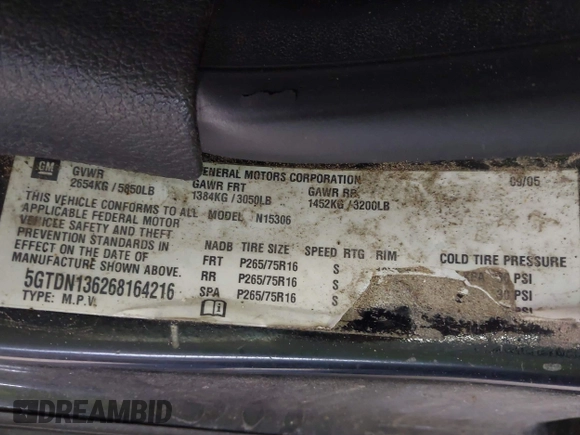 GM
GENERAL MOTORS CORPORATION 09/05
GVWR GAWR FRT GAWR RR
2654KG / 5850LB 1384KG / 3050LB 1452KG / 3200LB
THIS VEHICLE CONFORMS TO ALL MODEL N15306
APPLICABLE FEDERAL MOTOR
VEHICLE SAFETY AND THEFT
PREVENTION STANDARDS IN
EFFECT ON THE DATE OF
MANUFACTURE SHOWN ABOVE.
5GTDN136268164216
TYPE: M.P.V.
NADB TIRE SIZE SPEED RTG RIM COLD TIRE PRESSURE
FRT P265/75R16 S PSI
RR P265/75R16 S PSI
SPA P265/75R16 S
DREAMBID